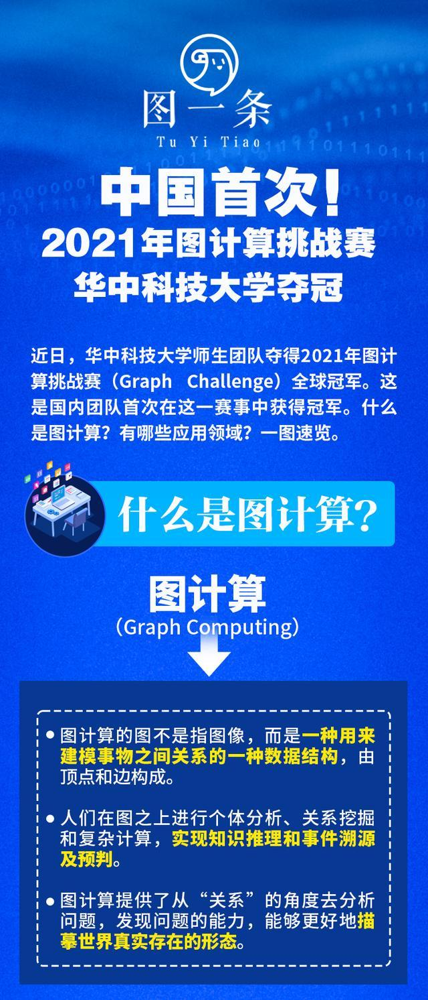 图一条
Tu Yi Tiao
中国首次！
2021年图计算挑战赛
华中科技大学夺冠
近日，华中科技大学师生团队夺得2021年图计
算挑战赛（Graph Challenge）全球冠军。这
是国内团队首次在这一赛事中获得冠军。什么
是图计算？有哪些应用领域？一图速览。
什么是图计算？
图计算
（Graph Computing）
图计算的图不是指图像，而是一种用来
建模事物之间关系的一种数据结构，由
顶点和边构成。
人们在图之上进行个体分析、关系挖掘
和复杂计算，实现知识推理和事件溯源
及预判。
图计算提供了从“关系”的角度去分析
问题，发现问题的能力，能够更好地描
摹世界真实存在的形态。